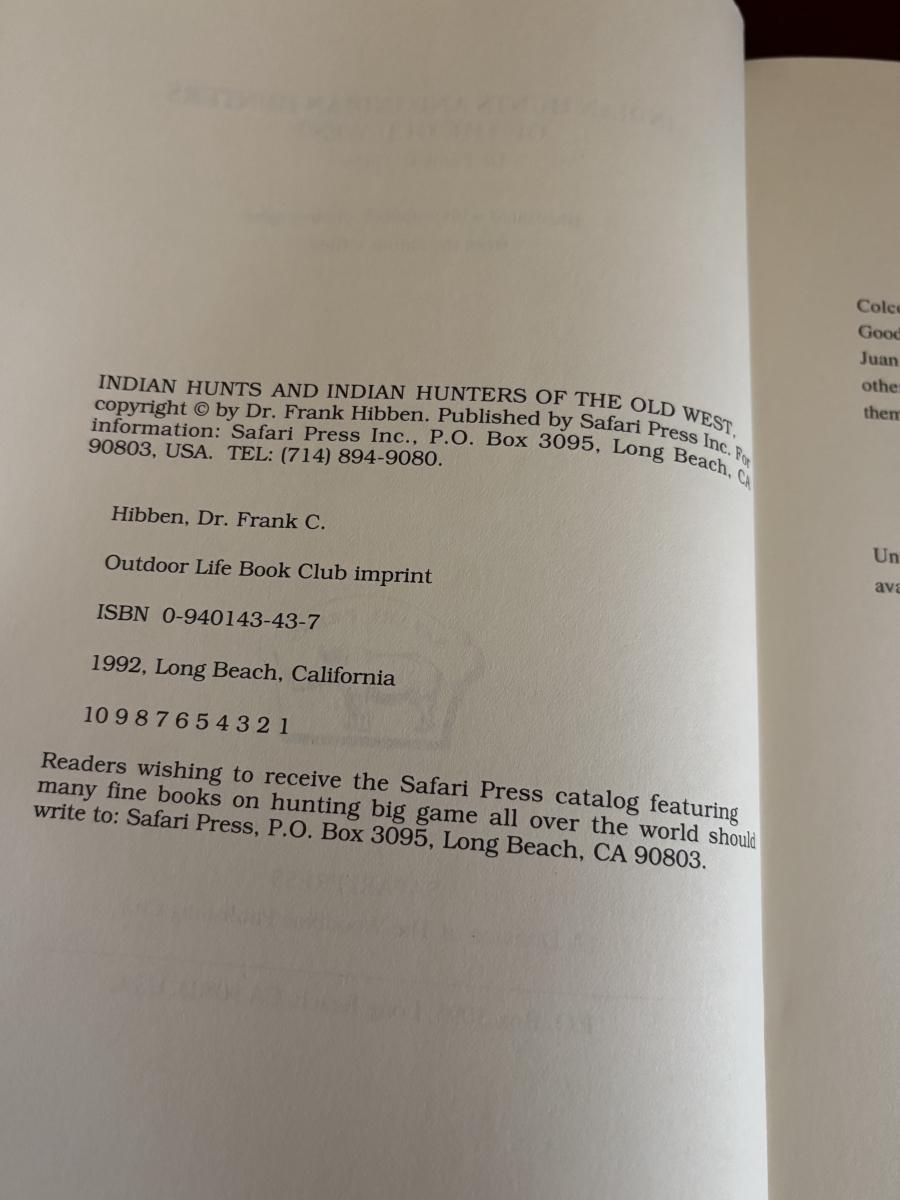 INDIAN HUNTS AND INDIAN HUNTERS OF THE OLD WEST,
copyright © by Dr. Frank Hibben. Published by Safari Press Inc. For
information: Safari Press Inc., P.O. Box 3095, Long Beach, CA
90803, USA. TEL: (714) 894-9080.
Hibben, Dr. Frank C.
Outdoor Life Book Club imprint
ISBN 0-940143-43-7
1992, Long Beach, California
10 9 8 7 6 5 4 3 2 1
Readers wishing to receive the Safari Press catalog featuring
many fine books on hunting big game all over the world should
write to: Safari Press, P.O. Box 3095, Long Beach, CA 90803.
Good
Juan
them
Un
ava